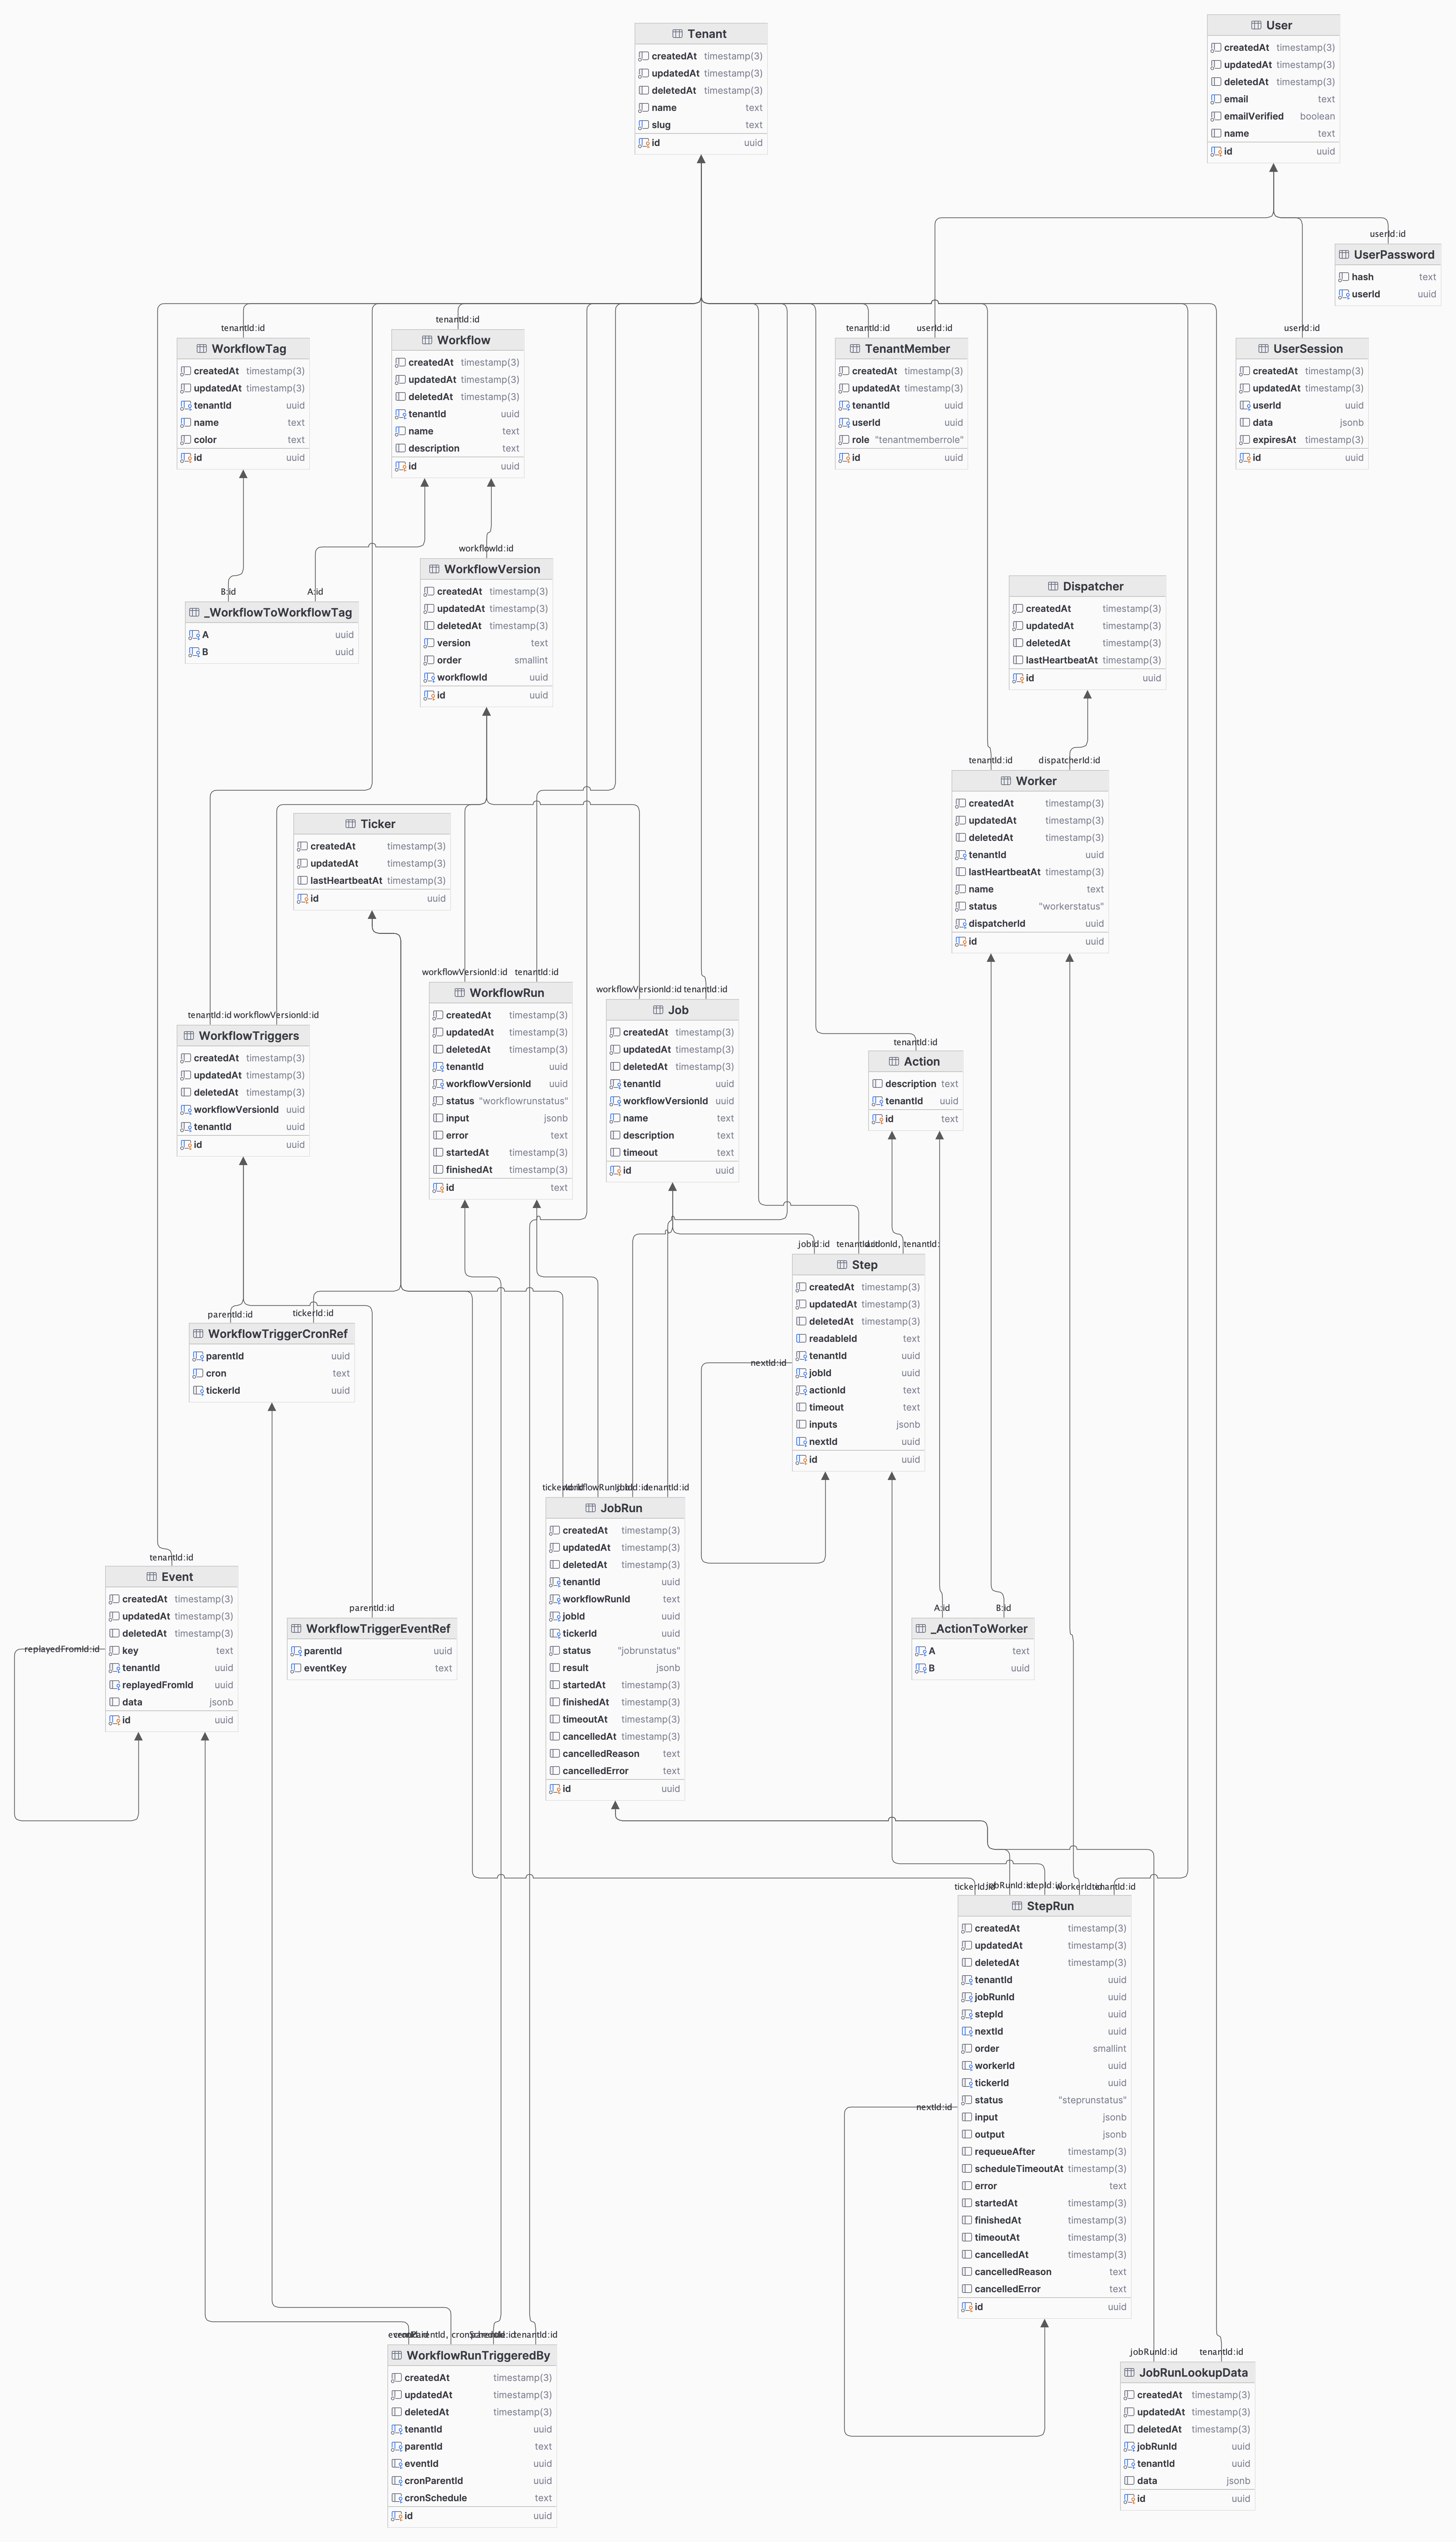 Tenant
createdAt timestamp(3)
updatedAt timestamp(3)
deletedAt timestamp(3)
name text
slug text
id uuid
User
createdAt timestamp(3)
updatedAt timestamp(3)
deletedAt timestamp(3)
email text
emailVerified boolean
name text
id uuid
userId:id
UserPassword
hash text
userId uuid
tenantId:id
WorkflowTag
createdAt timestamp(3)
updatedAt timestamp(3)
tenantId uuid
name text
color text
id uuid
tenantId:id
Workflow
createdAt timestamp(3)
updatedAt timestamp(3)
deletedAt timestamp(3)
tenantId uuid
name text
description text
id uuid
tenantId:id userId:id
TenantMember
createdAt timestamp(3)
updatedAt timestamp(3)
tenantId uuid
userId uuid
role "tenantmemberrole"
id uuid
userId:id
UserSession
createdAt timestamp(3)
updatedAt timestamp(3)
userId uuid
data jsonb
expiresAt timestamp(3)
id uuid
B:id A:id
_WorkflowToWorkflowTag
A uuid
B uuid
workflowId:id
WorkflowVersion
createdAt timestamp(3)
updatedAt timestamp(3)
deletedAt timestamp(3)
version text
order smallint
workflowId uuid
id uuid
Dispatcher
createdAt timestamp(3)
updatedAt timestamp(3)
deletedAt timestamp(3)
lastHeartbeatAt timestamp(3)
id uuid
tenantId:id dispatcherId:id
Worker
createdAt timestamp(3)
updatedAt timestamp(3)
deletedAt timestamp(3)
tenantId uuid
lastHeartbeatAt timestamp(3)
name text
status "workerstatus"
dispatcherId uuid
id uuid
Ticker
createdAt timestamp(3)
updatedAt timestamp(3)
lastHeartbeatAt timestamp(3)
id uuid
tenantId:id workflowVersionId:id
WorkflowTriggers
createdAt timestamp(3)
updatedAt timestamp(3)
deletedAt timestamp(3)
workflowVersionId uuid
tenantId uuid
id uuid
workflowVersionId:id tenantId:id
WorkflowRun
createdAt timestamp(3)
updatedAt timestamp(3)
deletedAt timestamp(3)
tenantId uuid
workflowVersionId uuid
status "workflowrunstatus"
input jsonb
error text
startedAt timestamp(3)
finishedAt timestamp(3)
id text
workflowVersionId:id tenantId:id
Job
createdAt timestamp(3)
updatedAt timestamp(3)
deletedAt timestamp(3)
tenantId uuid
workflowVersionId uuid
name text
description text
timeout text
id uuid
tenantId:id
Action
description text
tenantId uuid
id text
jobId:id
Step
createdAt timestamp(3)
updatedAt timestamp(3)
deletedAt timestamp(3)
readableId text
tenantId uuid
jobId uuid
actionId text
timeout text
inputs jsonb
nextId uuid
id uuid
nextId:id
parentId:id tickerId:id
WorkflowTriggerCronRef
parentId uuid
cron text
tickerId uuid
tenantId:id
JobRun
createdAt timestamp(3)
updatedAt timestamp(3)
deletedAt timestamp(3)
tenantId uuid
workflowRunId text
jobId uuid
tickerId uuid
status "jobrunstatus"
result jsonb
startedAt timestamp(3)
finishedAt timestamp(3)
timeoutAt timestamp(3)
cancelledAt timestamp(3)
cancelledReason text
cancelledError text
id uuid
tenantId:id
Event
createdAt timestamp(3)
updatedAt timestamp(3)
deletedAt timestamp(3)
key text
tenantId uuid
replayedFromId uuid
data jsonb
id uuid
replayedFromId:id
parentId:id
WorkflowTriggerEventRef
parentId uuid
eventKey text
A:id B:id
_ActionToWorker
A text
B uuid
StepRun
createdAt timestamp(3)
updatedAt timestamp(3)
deletedAt timestamp(3)
tenantId uuid
jobRunId uuid
stepId uuid
nextId uuid
order smallint
workerId uuid
tickerId uuid
status "steprunstatus"
input jsonb
output jsonb
requeueAfter timestamp(3)
scheduleTimeoutAt timestamp(3)
error text
startedAt timestamp(3)
finishedAt timestamp(3)
timeoutAt timestamp(3)
cancelledAt timestamp(3)
cancelledReason text
cancelledError text
id uuid
nextId:id
tenantId:id
WorkflowRunTriggeredBy
createdAt timestamp(3)
updatedAt timestamp(3)
deletedAt timestamp(3)
tenantId uuid
parentId text
eventId uuid
cronParentId uuid
cronSchedule text
id uuid
jobRunId:id tenantId:id
JobRunLookupData
createdAt timestamp(3)
updatedAt timestamp(3)
deletedAt timestamp(3)
jobRunId uuid
tenantId uuid
data jsonb
id uuid